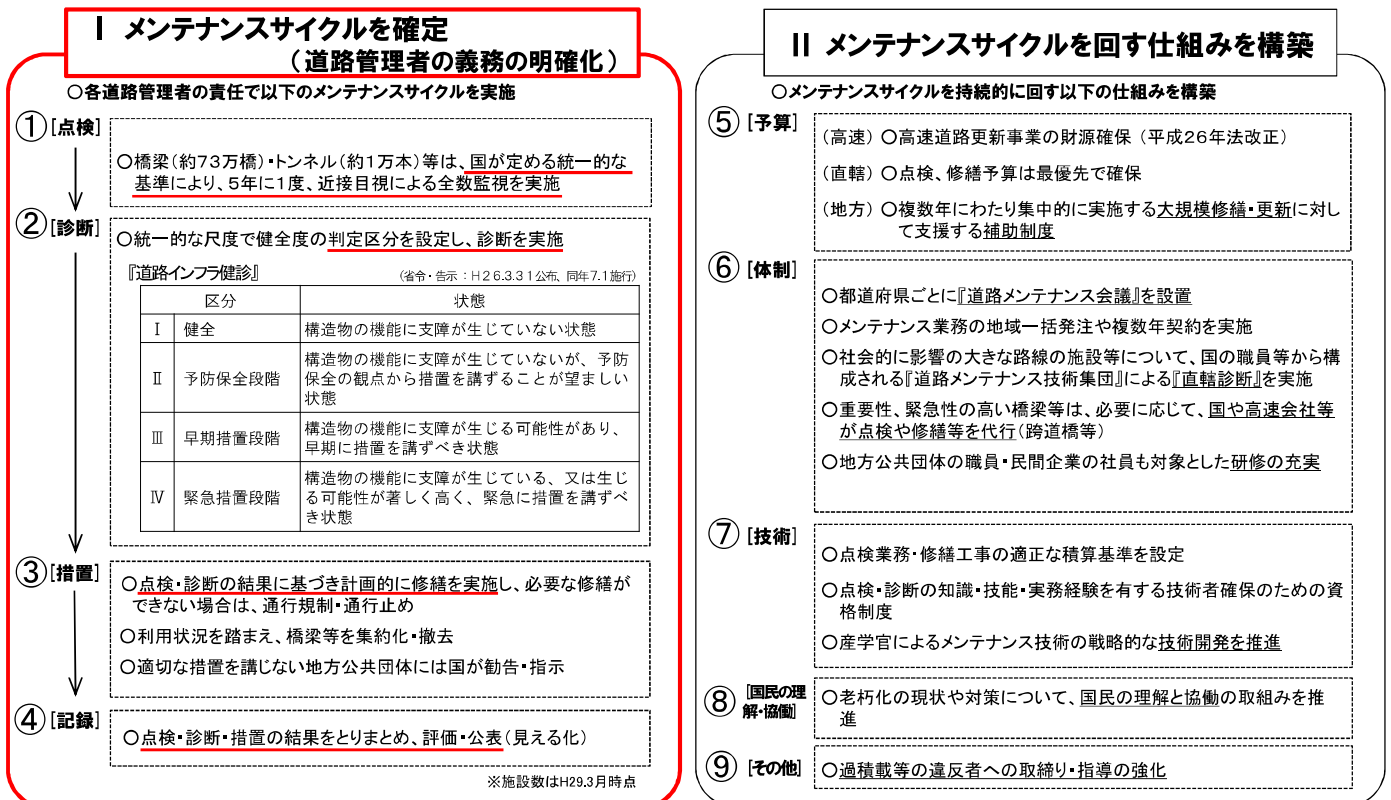 Ⅰ メンテナンスサイクルを確定
（道路管理者の義務の明確化）
○各道路管理者の責任で以下のメンテナンスサイクルを実施
①[点検]
○橋梁(約73万橋)・トンネル(約1万本)等は、国が定める統一的な
基準により、5年に1度、近接目視による全数監視を実施
②[診断]
○統一的な尺度で健全度の判定区分を設定し、診断を実施
『道路インフラ健診』
(省令・告示：H26.3.31公布、同年7.1施行)
区分 状態
Ⅰ 健全 構造物の機能に支障が生じていない状態
Ⅱ 予防保全段階 構造物の機能に支障が生じていないが、予防
保全の観点から措置を講ずることが望ましい
状態
Ⅲ 早期措置段階 構造物の機能に支障が生じる可能性があり、
早期に措置を講ずべき状態
Ⅳ 緊急措置段階 構造物の機能に支障が生じている、又は生じ
る可能性が著しく高く、緊急に措置を講ずべ
き状態
③[措置]
○点検・診断の結果に基づき計画的に修繕を実施し、必要な修繕が
できない場合は、通行規制・通行止め
○利用状況を踏まえ、橋梁等を集約化・撤去
○適切な措置を講じない地方公共団体には国が勧告・指示
④[記録]
○点検・診断・措置の結果をとりまとめ、評価・公表(見える化)
※施設数はH29.3月時点
Ⅱ メンテナンスサイクルを回す仕組みを構築
○メンテナンスサイクルを持続的に回す以下の仕組みを構築
⑤[予算]
(高速) ○高速道路更新事業の財源確保 (平成26年法改正)
(直轄) ○点検、修繕予算は最優先で確保
(地方) ○複数年にわたり集中的に実施する大規模修繕・更新に対し
て支援する補助制度
⑥[体制]
○都道府県ごとに『道路メンテナンス会議』を設置
○メンテナンス業務の地域一括発注や複数年契約を実施
○社会的に影響の大きな路線の施設等について、国の職員等から構
成される『道路メンテナンス技術集団』による『直轄診断』を実施
○重要性、緊急性の高い橋梁等は、必要に応じて、国や高速会社等
が点検や修繕等を代行(跨道橋等)
○地方公共団体の職員・民間企業の社員も対象とした研修の充実
⑦[技術]
○点検業務・修繕工事の適正な積算基準を設定
○点検・診断の知識・技能・実務経験を有する技術者確保のための資
格制度
○産学官によるメンテナンス技術の戦略的な技術開発を推進
⑧[国民の理
解・協働]
○老朽化の現状や対策について、国民の理解と協働の取組みを推
進
⑨[その他]
○過積載等の違反者への取締り・指導の強化